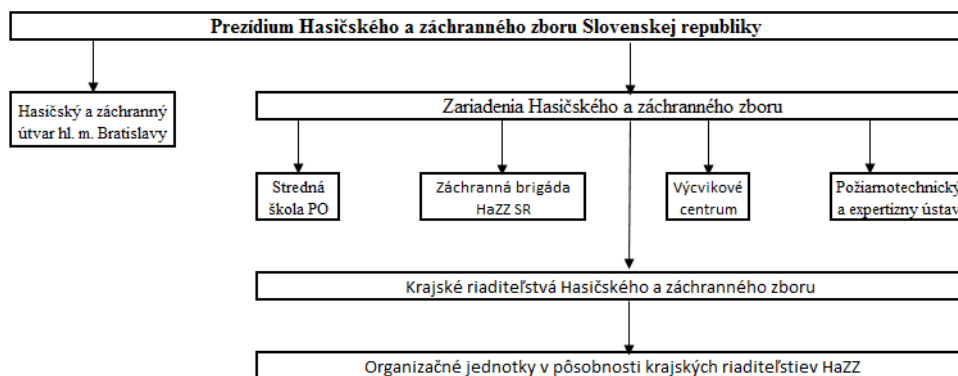 Prezídium Hasičského a záchranného zboru Slovenskej republiky
Hasičský a záchranný
útvar hl. m. Bratislavy
Zariadenia Hasičského a záchranného zboru
Stredná
škola PO
Záchranná brigáda
HaZZ SR
Výcvikové
centrum
Požiarnotechnický
a expertízny ústav
Krajské riaditeľstvá Hasičského a záchranného zboru
Organizačné jednotky v pôsobnosti krajských riaditeľstiev HaZZ